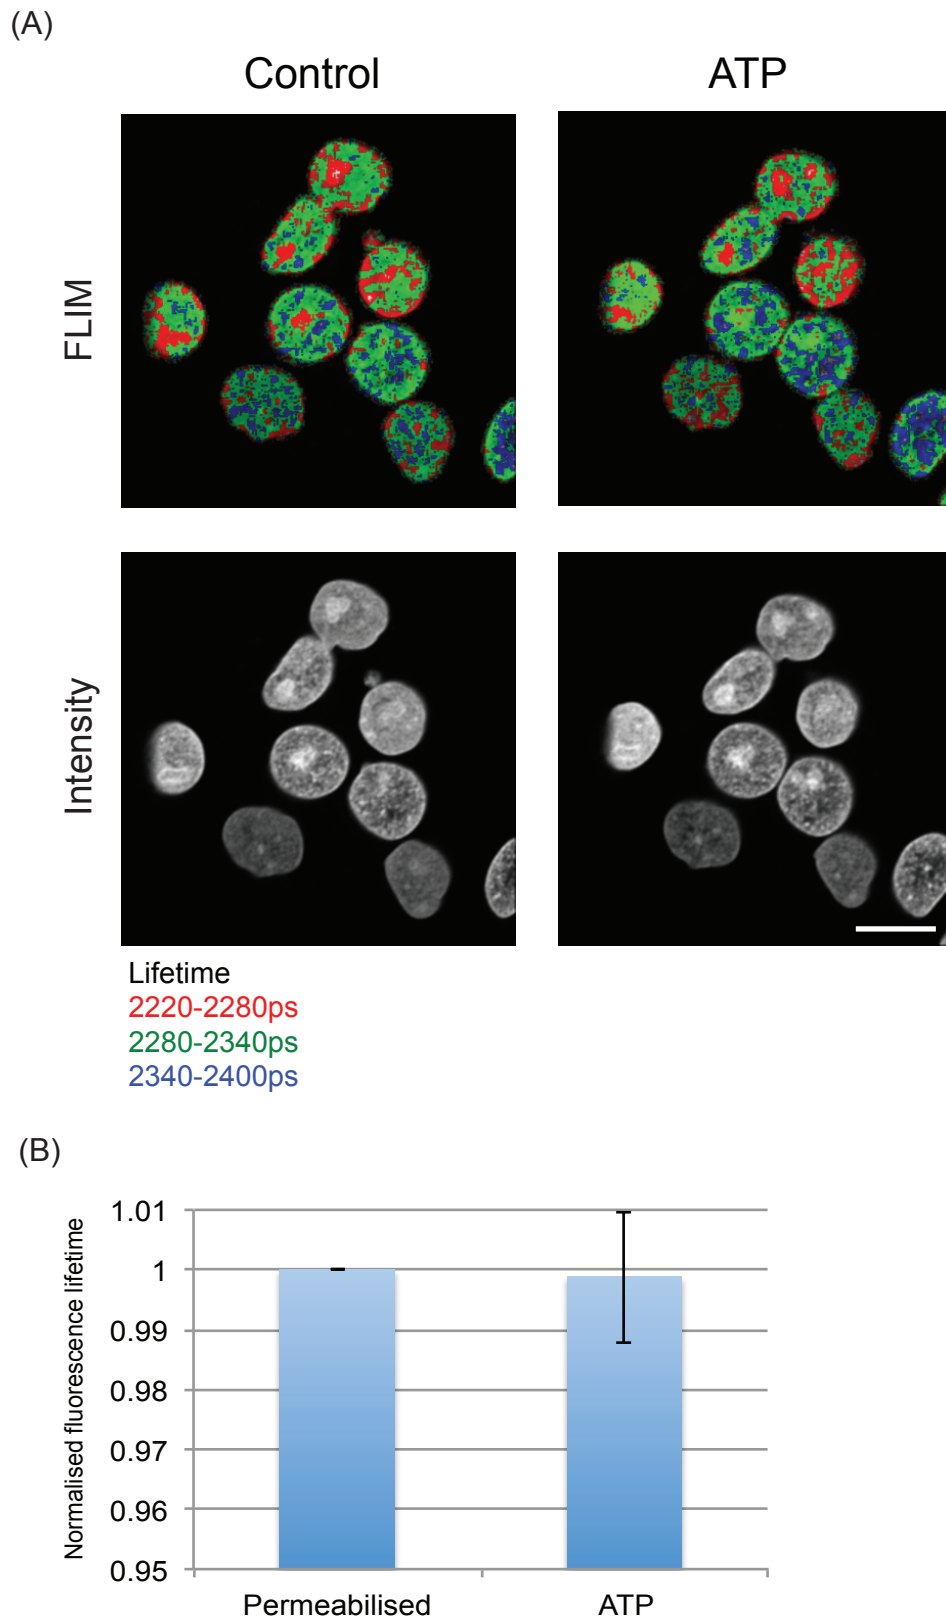 (A)
Control ATP
FLIM
Intensity
Lifetime
2220-2280ps
2280-2340ps
2340-2400ps
(B)
Normalised fluorescence lifetime
1.01
1
0.99
0.98
0.97
0.96
0.95
Permeabilised ATP